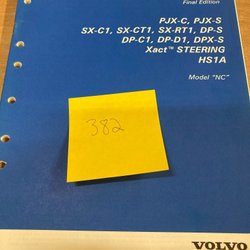 Final Edition
PJX-C, PJX-S
SX-C1, SX-CT1, SX-RT1, DP-S
DP-C1, DP-D1, DPX-S
Xact™ STEERING
HS1A
Model "NC"
382
VOLVO